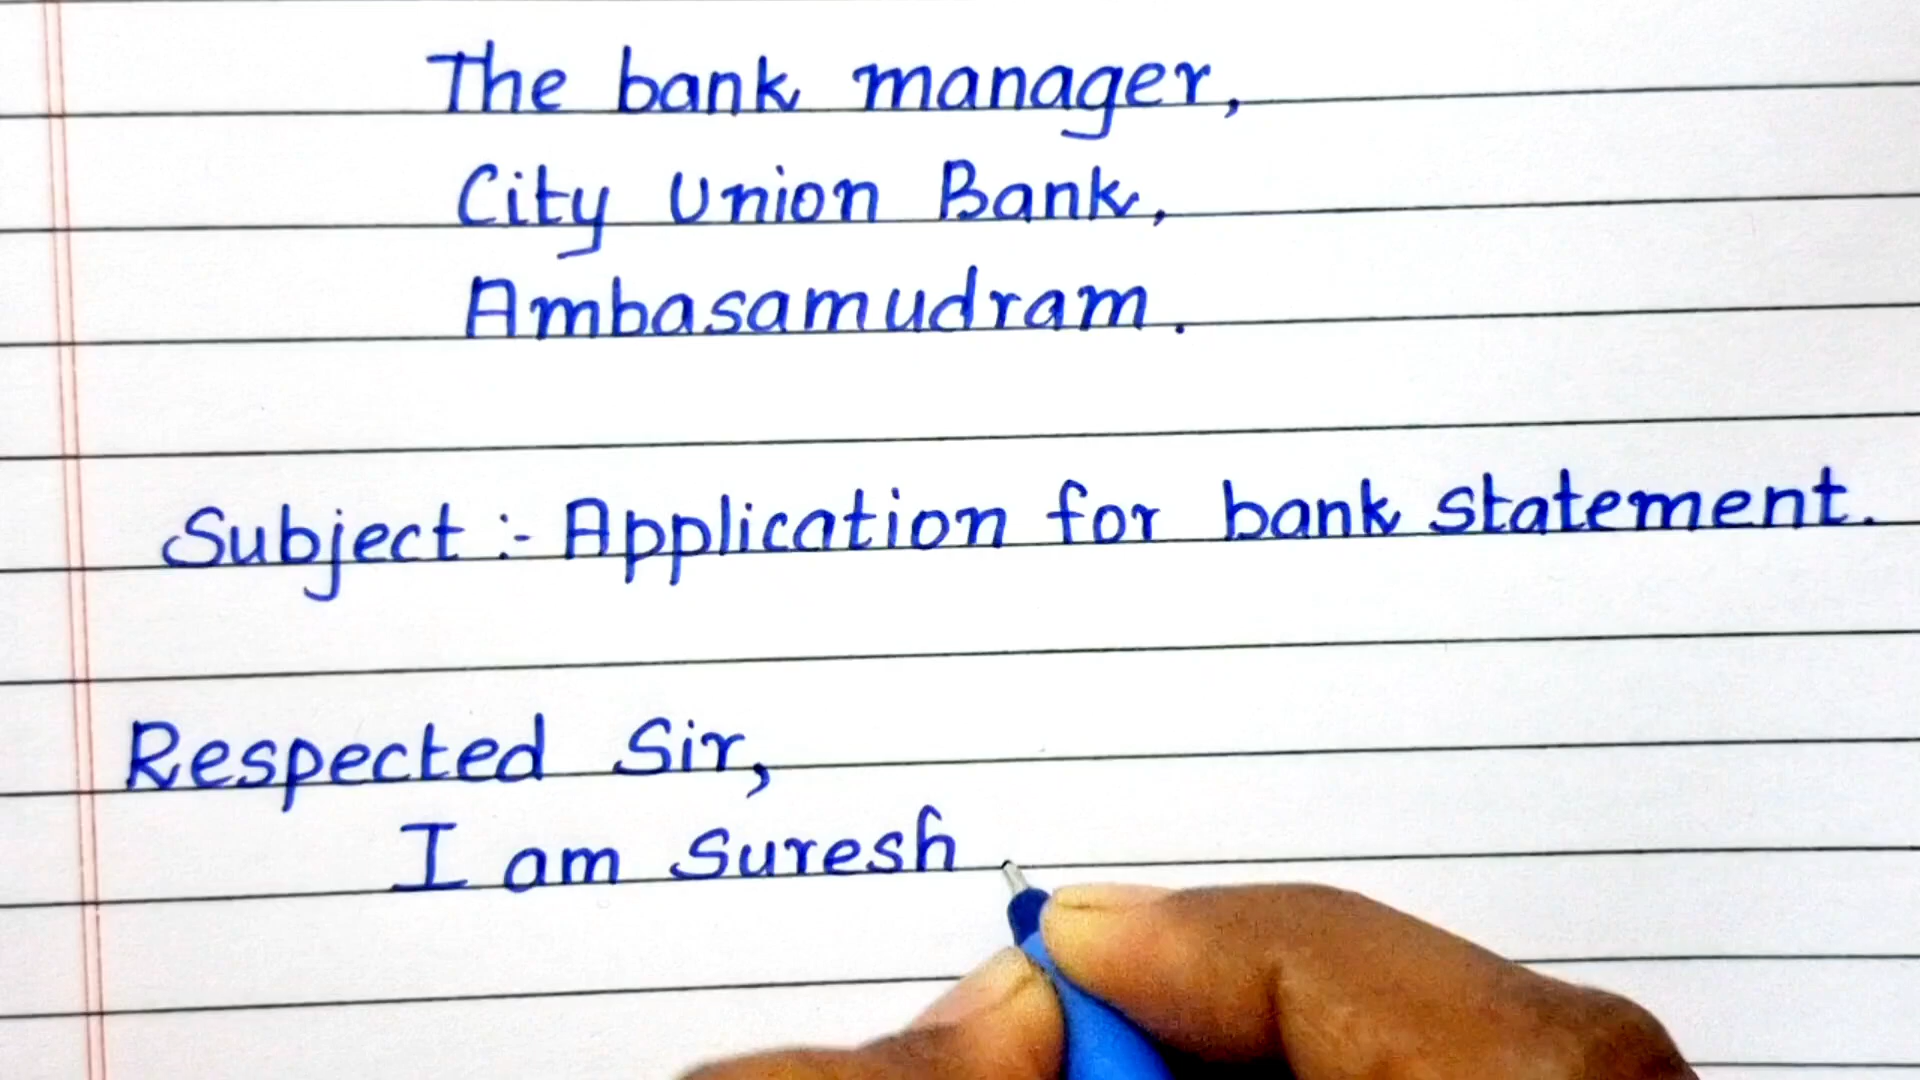 The bank manager,
City Union Bank,
Ambasamudram.
Subject :- Application for bank statement.
Respected Sir,
I am Suresh